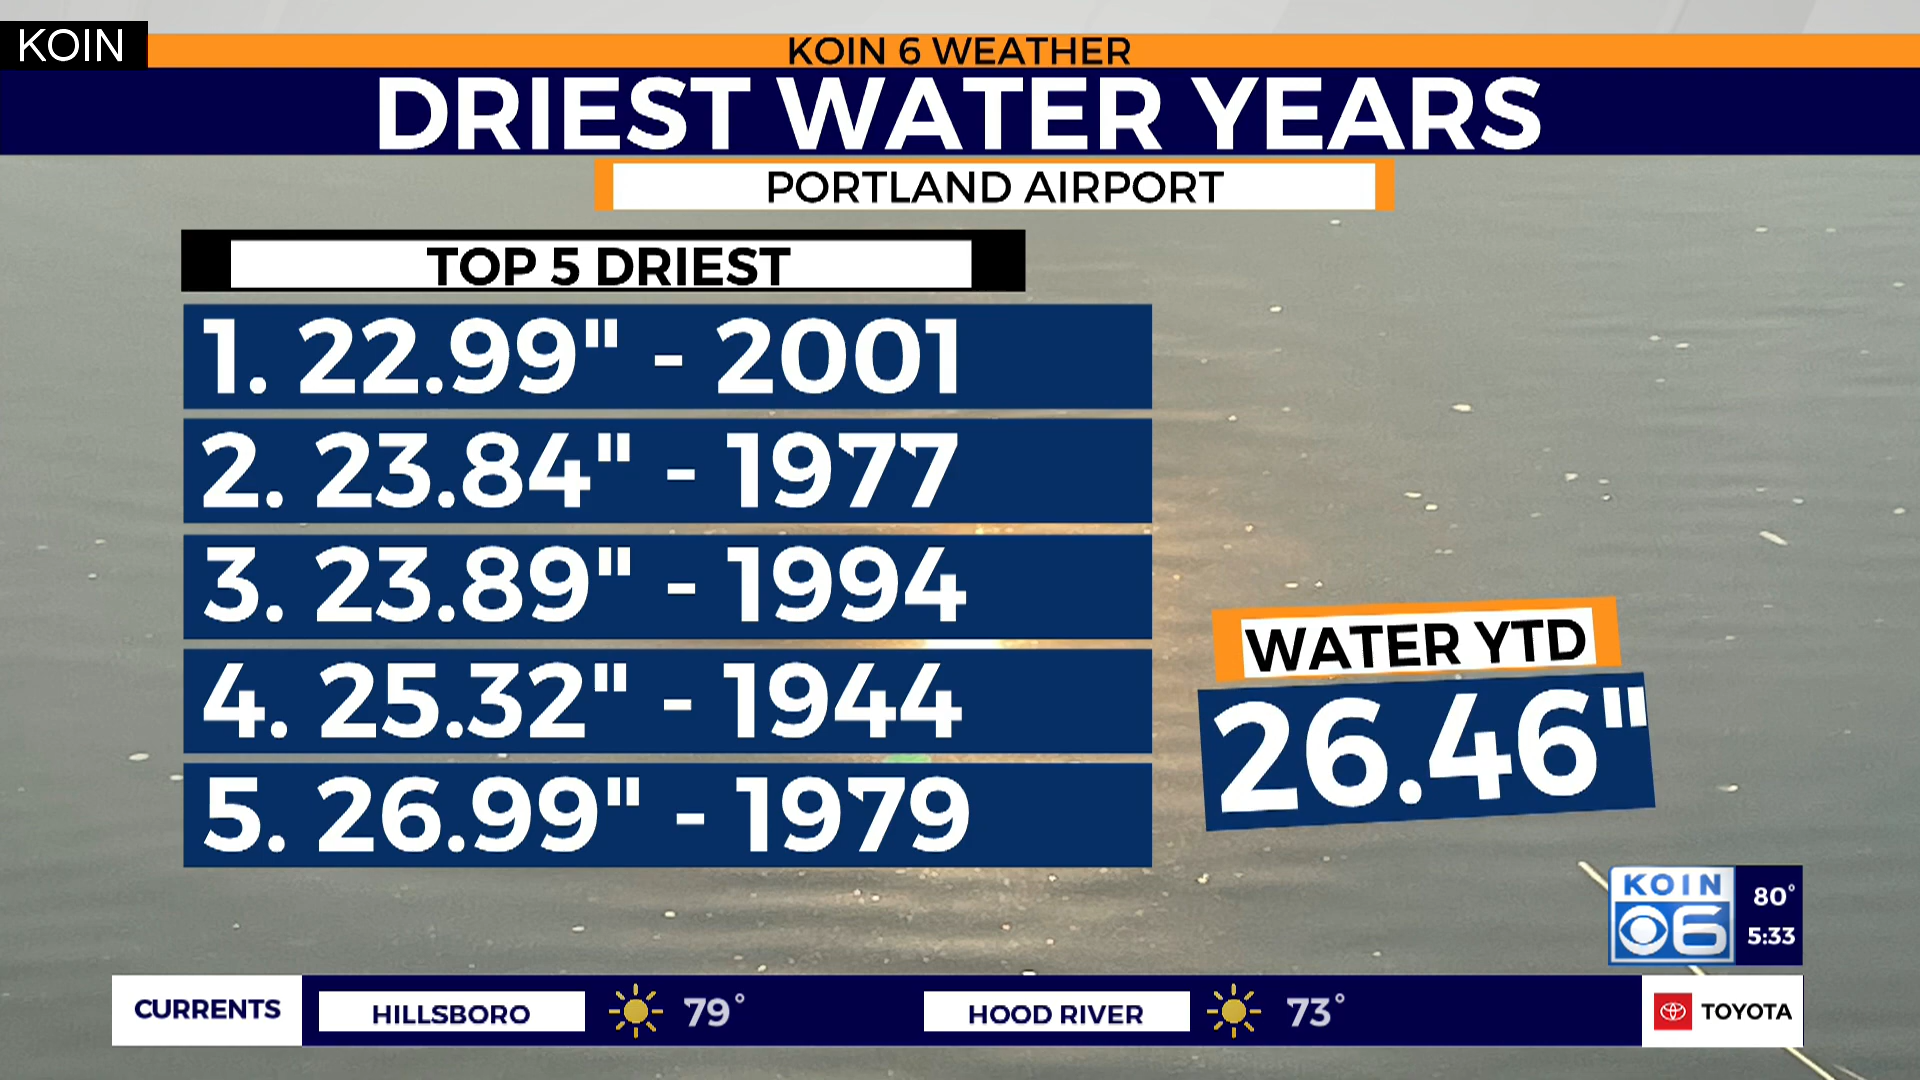 KOIN
KOIN 6 WEATHER
DRIEST WATER YEARS
PORTLAND AIRPORT
TOP 5 DRIEST
1. 22.99" - 2001
2. 23.84" - 1977
3. 23.89" - 1994
4. 25.32" - 1944
5. 26.99" - 1979
WATER YTD
26.46"
KOIN
6
80°
5:33
CURRENTS
HILLSBORO 79°
HOOD RIVER 73°
TOYOTA